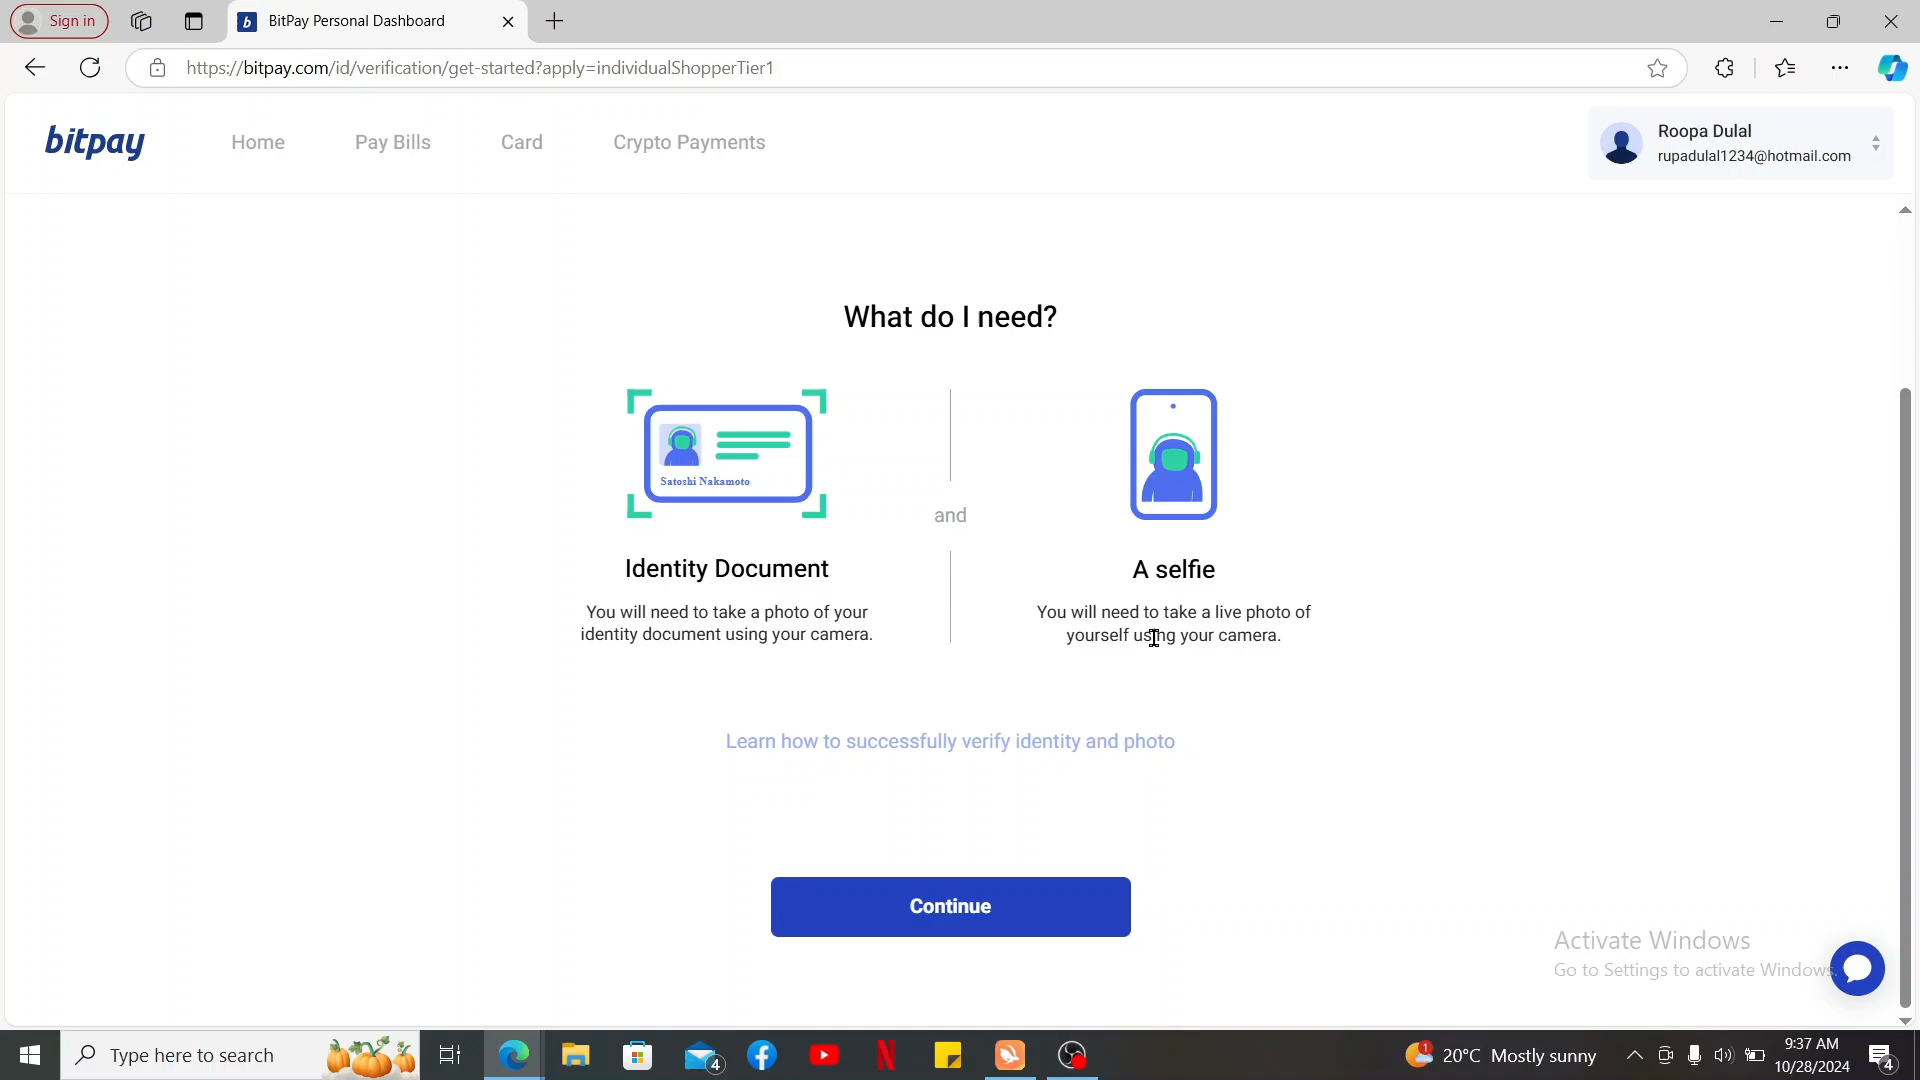 Sign in
BitPay Personal Dashboard
https://bitpay.com/id/verification/get-started?apply=individualShopperTier1
bitpay
Home
Pay Bills
Card
Crypto Payments
Roopa Dulal
rupadulal1234@hotmail.com
What do I need?
Satoshi Nakamoto
and
Identity Document
You will need to take a photo of your
identity document using your camera.
A selfie
You will need to take a live photo of
yourself using your camera.
Learn how to successfully verify identity and photo
Continue
Activate Windows
Go to Settings to activate Windows.
Type here to search
4
1
20°C Mostly sunny
9:37 AM
10/28/2024
4